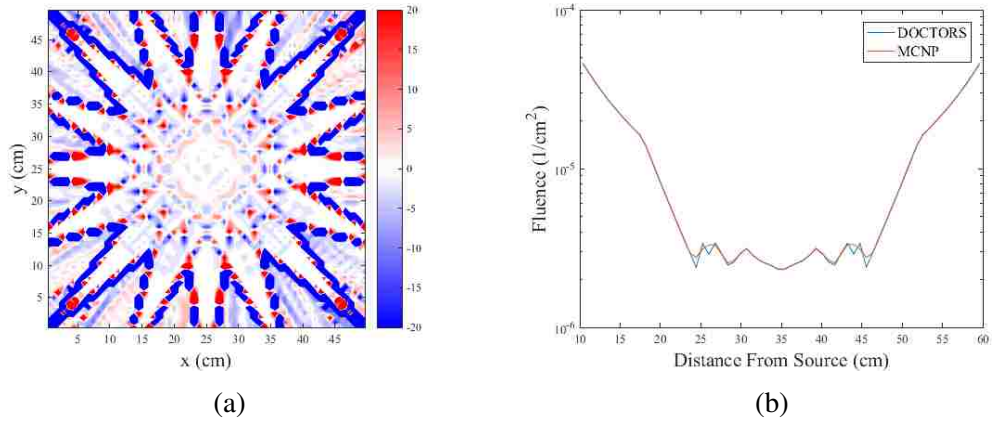 45
40
35
30
25
20
15
10
5
y (cm)
5 10 15 20 25 30 35 40 45
x (cm)
20
15
10
5
0
-5
-10
-15
-20
(a)
10^-4
10^-5
10^-6
Fluence (1/cm^2)
DOCTORS
MCNP
10 15 20 25 30 35 40 45 50 55 60
Distance From Source (cm)
(b)